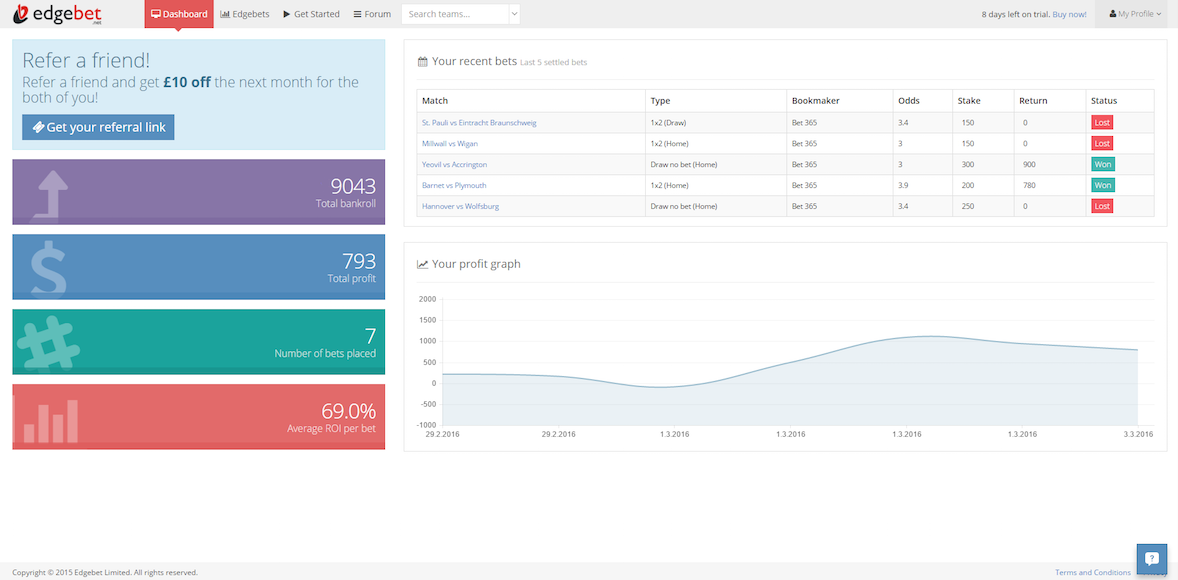 edgebet
.net
Dashboard
Edgebets
Get Started
Forum
Search teams...
8 days left on trial. Buy now!
My Profile
Refer a friend!
Refer a friend and get £10 off the next month for the
both of you!
Get your referral link
9043
Total bankroll
793
Total profit
7
Number of bets placed
69.0%
Average ROI per bet
Your recent bets Last 5 settled bets
Match Type Bookmaker Odds Stake Return Status
St. Pauli vs Eintracht Braunschweig 1x2 (Draw) Bet 365 3.4 150 0 Lost
Millwall vs Wigan 1x2 (Home) Bet 365 3 150 0 Lost
Yeovil vs Accrington Draw no bet (Home) Bet 365 3 300 900 Won
Barnet vs Plymouth 1x2 (Home) Bet 365 3.9 200 780 Won
Hannover vs Wolfsburg Draw no bet (Home) Bet 365 3.4 250 0 Lost
Your profit graph
2000
1500
1000
500
0
-500
-1000
29.2.2016 29.2.2016 1.3.2016 1.3.2016 1.3.2016 1.3.2016 3.3.2016
Copyright © 2015 Edgebet Limited. All rights reserved.
Terms and Conditions